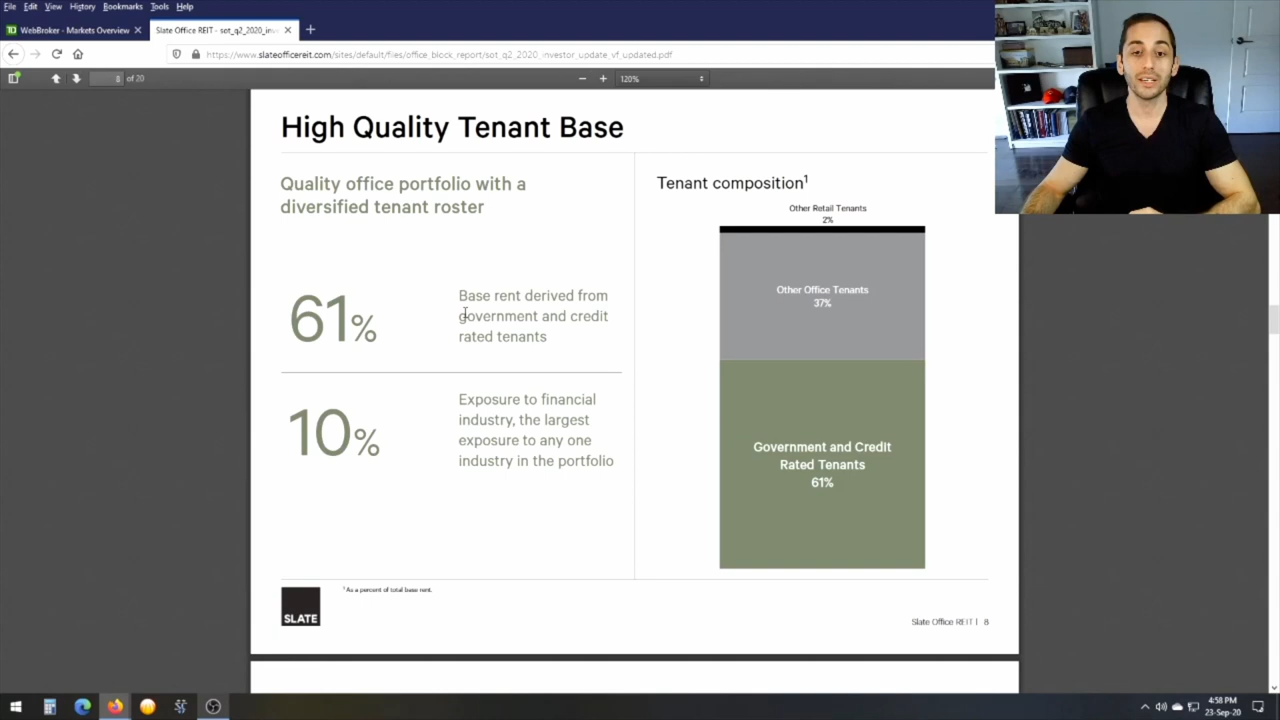 File Edit View History Bookmarks Tools Help
WebBroker - Markets Overview
Slate Office REIT - sot_q2_2020_inv
https://www.slateofficereit.com/sites/default/files/office_block_report/sot_q2_2020_investor_update_vf_updated.pdf
8 of 20
120%
High Quality Tenant Base
Quality office portfolio with a
diversified tenant roster
61%
Base rent derived from
government and credit
rated tenants
10%
Exposure to financial
industry, the largest
exposure to any one
industry in the portfolio
Tenant composition¹
Other Retail Tenants
2%
Other Office Tenants
37%
Government and Credit
Rated Tenants
61%
¹ As a percent of total base rent.
SLATE
Slate Office REIT | 8
4:58 PM
23-Sep-20